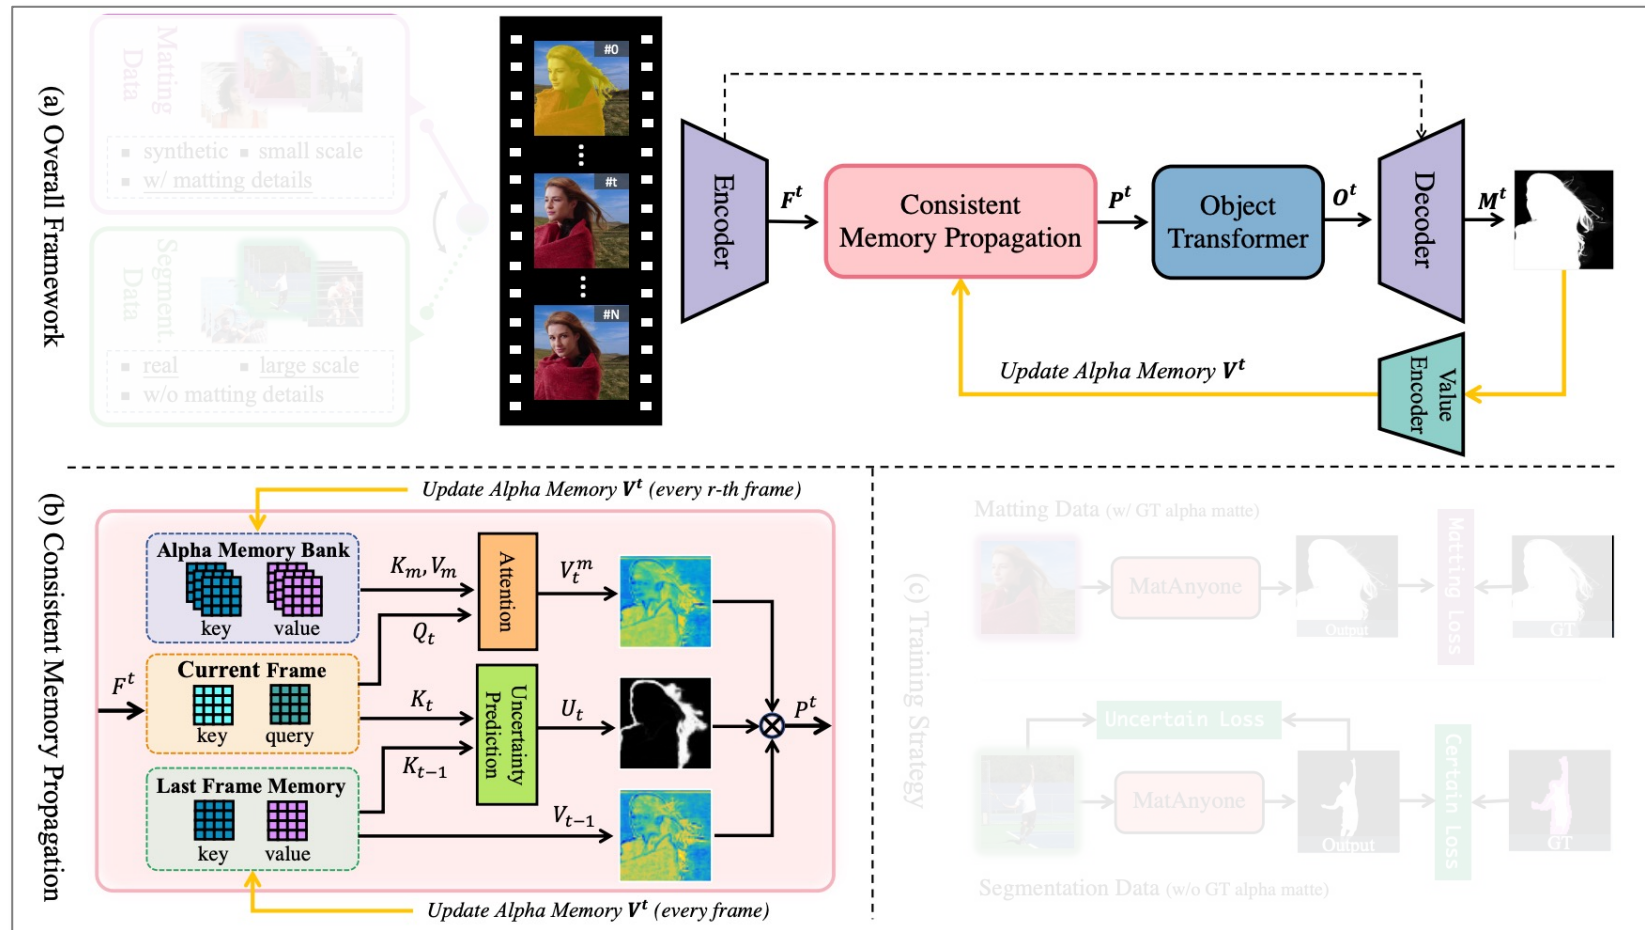 (a) Overall Framework
Matting
Data
▪ synthetic ▪ small scale
▪ w/ matting details
Segment.
Data
▪ real ▪ large scale
▪ w/o matting details
#0
#t
#N
Encoder
F^t
Consistent
Memory Propagation
P^t
Object
Transformer
O^t
Decoder
M^t
Value
Encoder
Update Alpha Memory V^t
(b) Consistent Memory Propagation
Update Alpha Memory V^t (every r-th frame)
Alpha Memory Bank
key value
K_m, V_m
Q_t
Attention
V_t^m
F^t
Current Frame
key query
K_t
K_{t-1}
Uncertainty
Prediction
U_t
P^t
Last Frame Memory
key value
V_{t-1}
Update Alpha Memory V^t (every frame)
(c) Training Strategy
Matting Data (w/ GT alpha matte)
MatAnyone
Output
Matting Loss
GT
Uncertain Loss
MatAnyone
Output
Certain Loss
GT
Segmentation Data (w/o GT alpha matte)